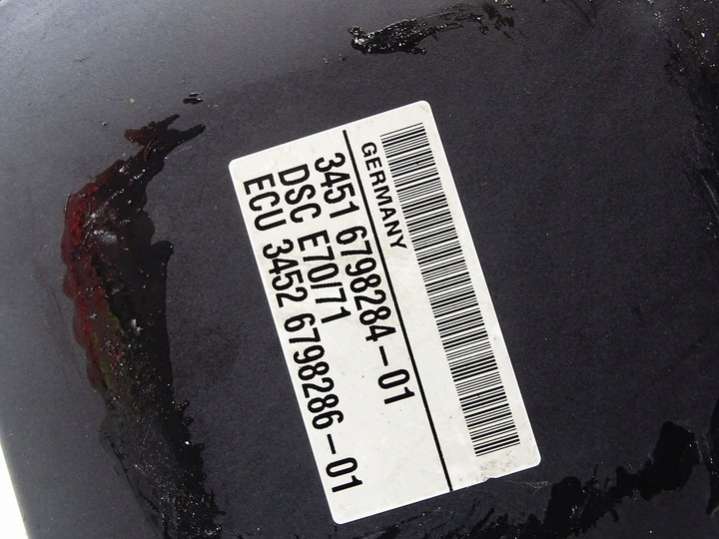 GERMANY
3451 6798284-01
DSC E70/71
ECU 3452 6798286-01